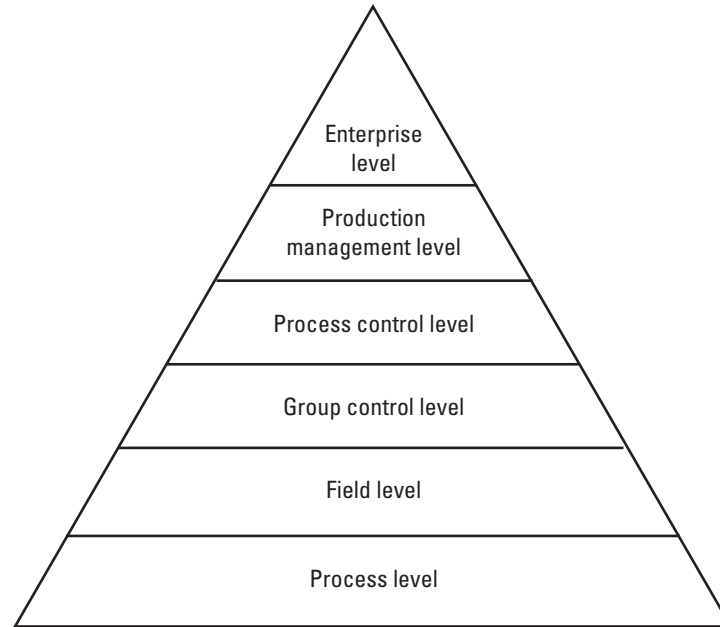 Enterprise
level
Production
management level
Process control level
Group control level
Field level
Process level